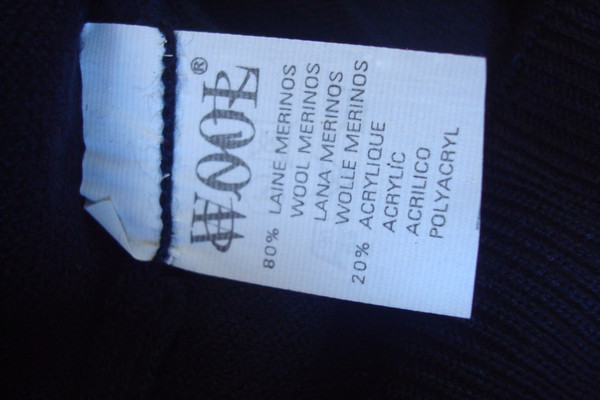 WOOL®
80% LAINE MERINOS
WOOL MERINOS
LANA MERINOS
WOLLE MERINOS
20% ACRYLIQUE
ACRYLIC
ACRILICO
POLYACRYL